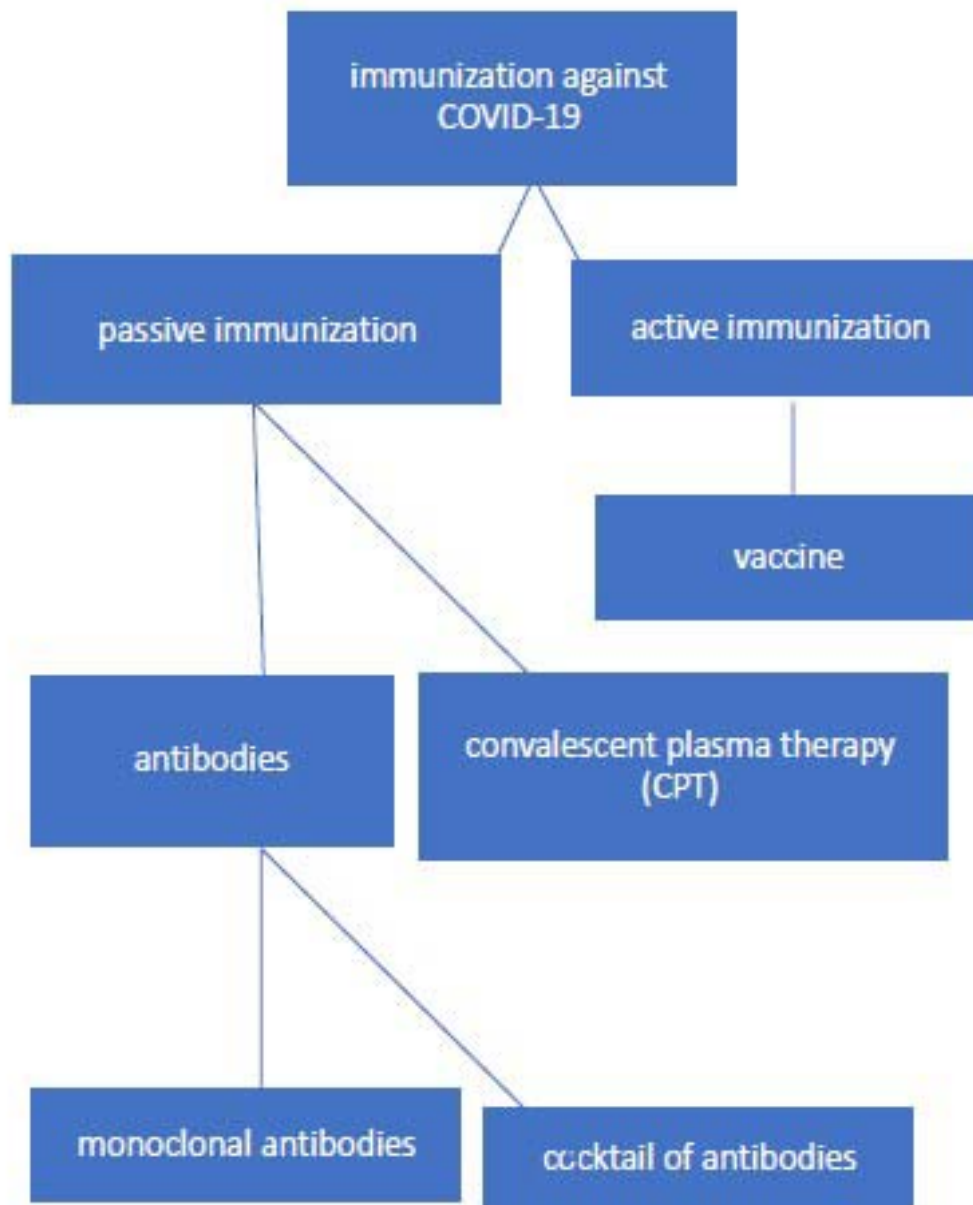 immunization against
COVID-19
passive immunization
active immunization
vaccine
antibodies
convalescent plasma therapy
(CPT)
monoclonal antibodies
cocktail of antibodies